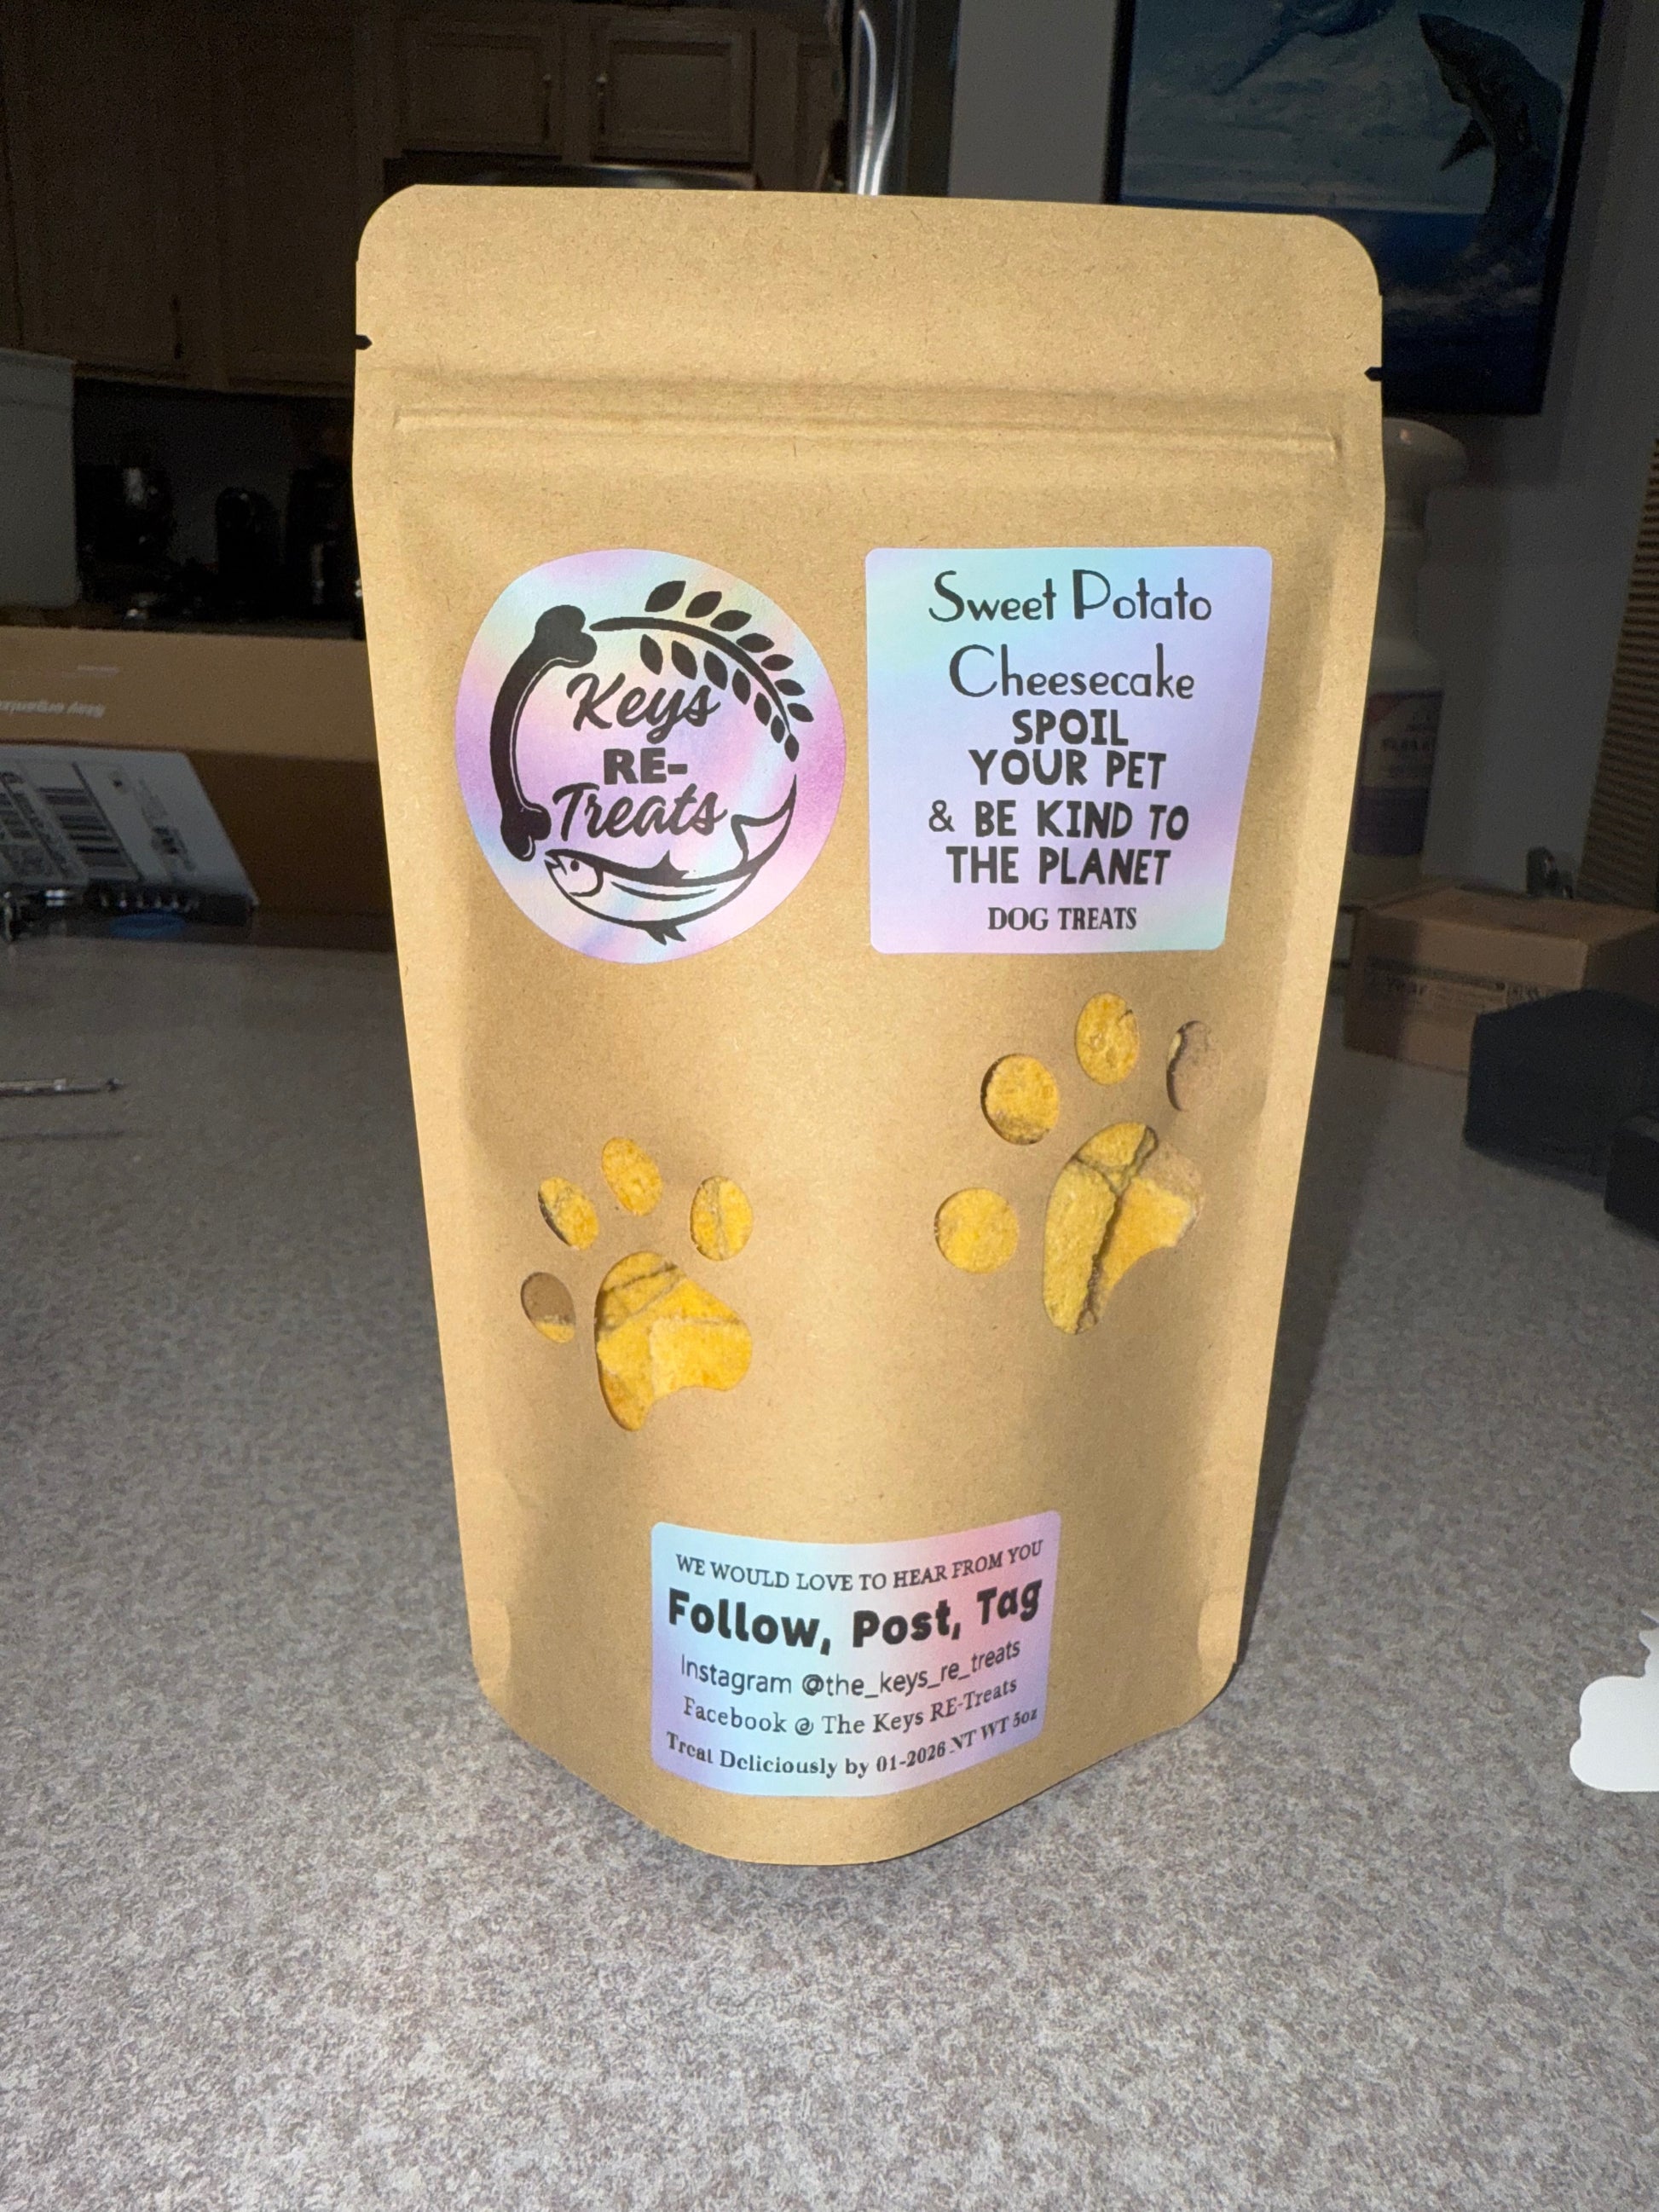 Keys
RE-
Treats
Sweet Potato
Cheesecake
SPOIL
YOUR PET
& BE KIND TO
THE PLANET
DOG TREATS
WE WOULD LOVE TO HEAR FROM YOU
Follow, Post, Tag
Instagram @the_keys_re_treats
Facebook @ The Keys RE-Treats
Treat Deliciously by 01-2026 NT WT 5oz